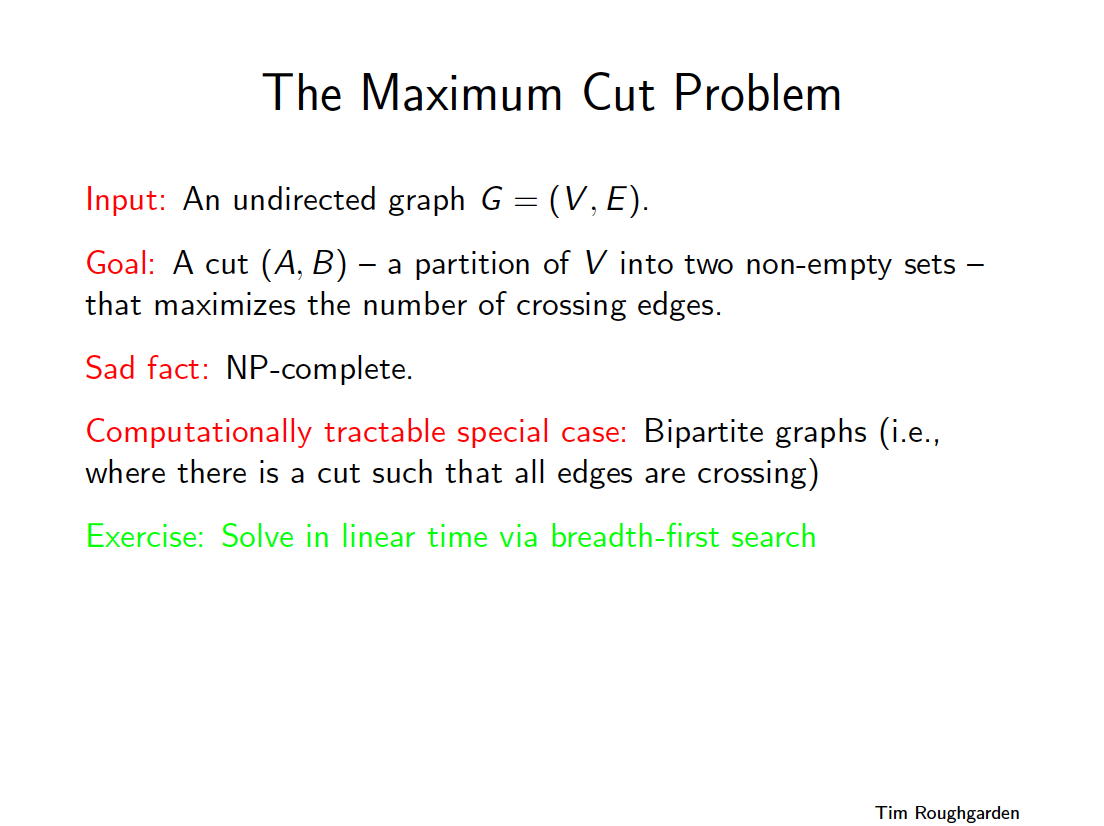 The Maximum Cut Problem
Input: An undirected graph G = (V, E).
Goal: A cut (A, B) – a partition of V into two non-empty sets –
that maximizes the number of crossing edges.
Sad fact: NP-complete.
Computationally tractable special case: Bipartite graphs (i.e.,
where there is a cut such that all edges are crossing)
Exercise: Solve in linear time via breadth-first search
Tim Roughgarden